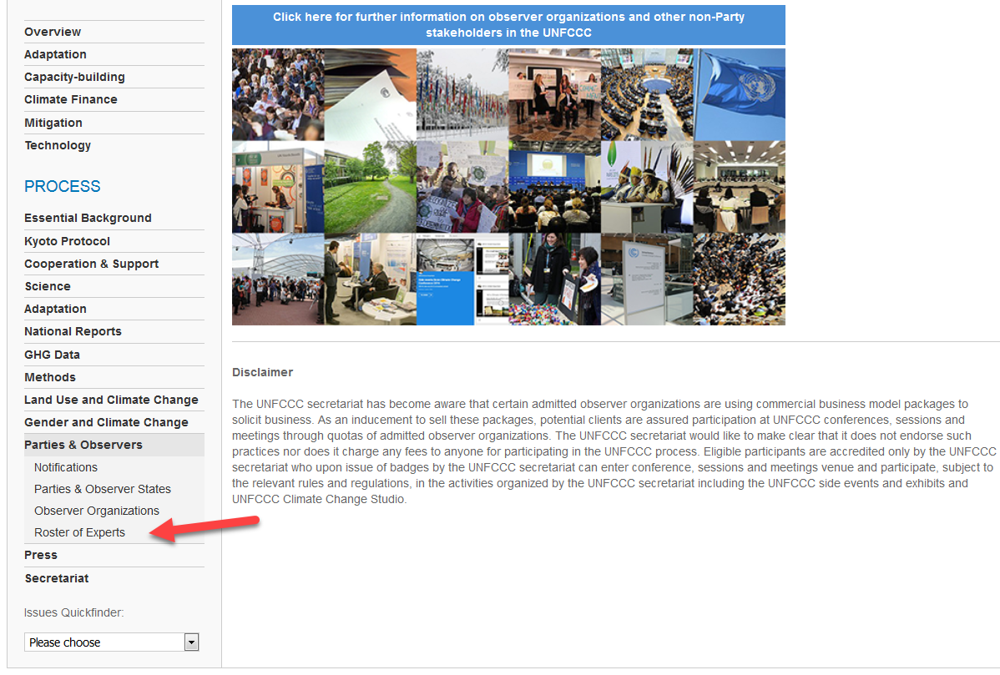 Overview
Adaptation
Capacity-building
Climate Finance
Mitigation
Technology
PROCESS
Essential Background
Kyoto Protocol
Cooperation & Support
Science
Adaptation
National Reports
GHG Data
Methods
Land Use and Climate Change
Gender and Climate Change
Parties & Observers
Notifications
Parties & Observer States
Observer Organizations
Roster of Experts
Press
Secretariat
Issues Quickfinder:
Please choose
Click here for further information on observer organizations and other non-Party
stakeholders in the UNFCCC
Disclaimer
The UNFCCC secretariat has become aware that certain admitted observer organizations are using commercial business model packages to
solicit business. As an inducement to sell these packages, potential clients are assured participation at UNFCCC conferences, sessions and
meetings through quotas of admitted observer organizations. The UNFCCC secretariat would like to make clear that it does not endorse such
practices nor does it charge any fees to anyone for participating in the UNFCCC process. Eligible participants are accredited only by the UNFCCC
secretariat who upon issue of badges by the UNFCCC secretariat can enter conference, sessions and meetings venue and participate, subject to
the relevant rules and regulations, in the activities organized by the UNFCCC secretariat including the UNFCCC side events and exhibits and
UNFCCC Climate Change Studio.